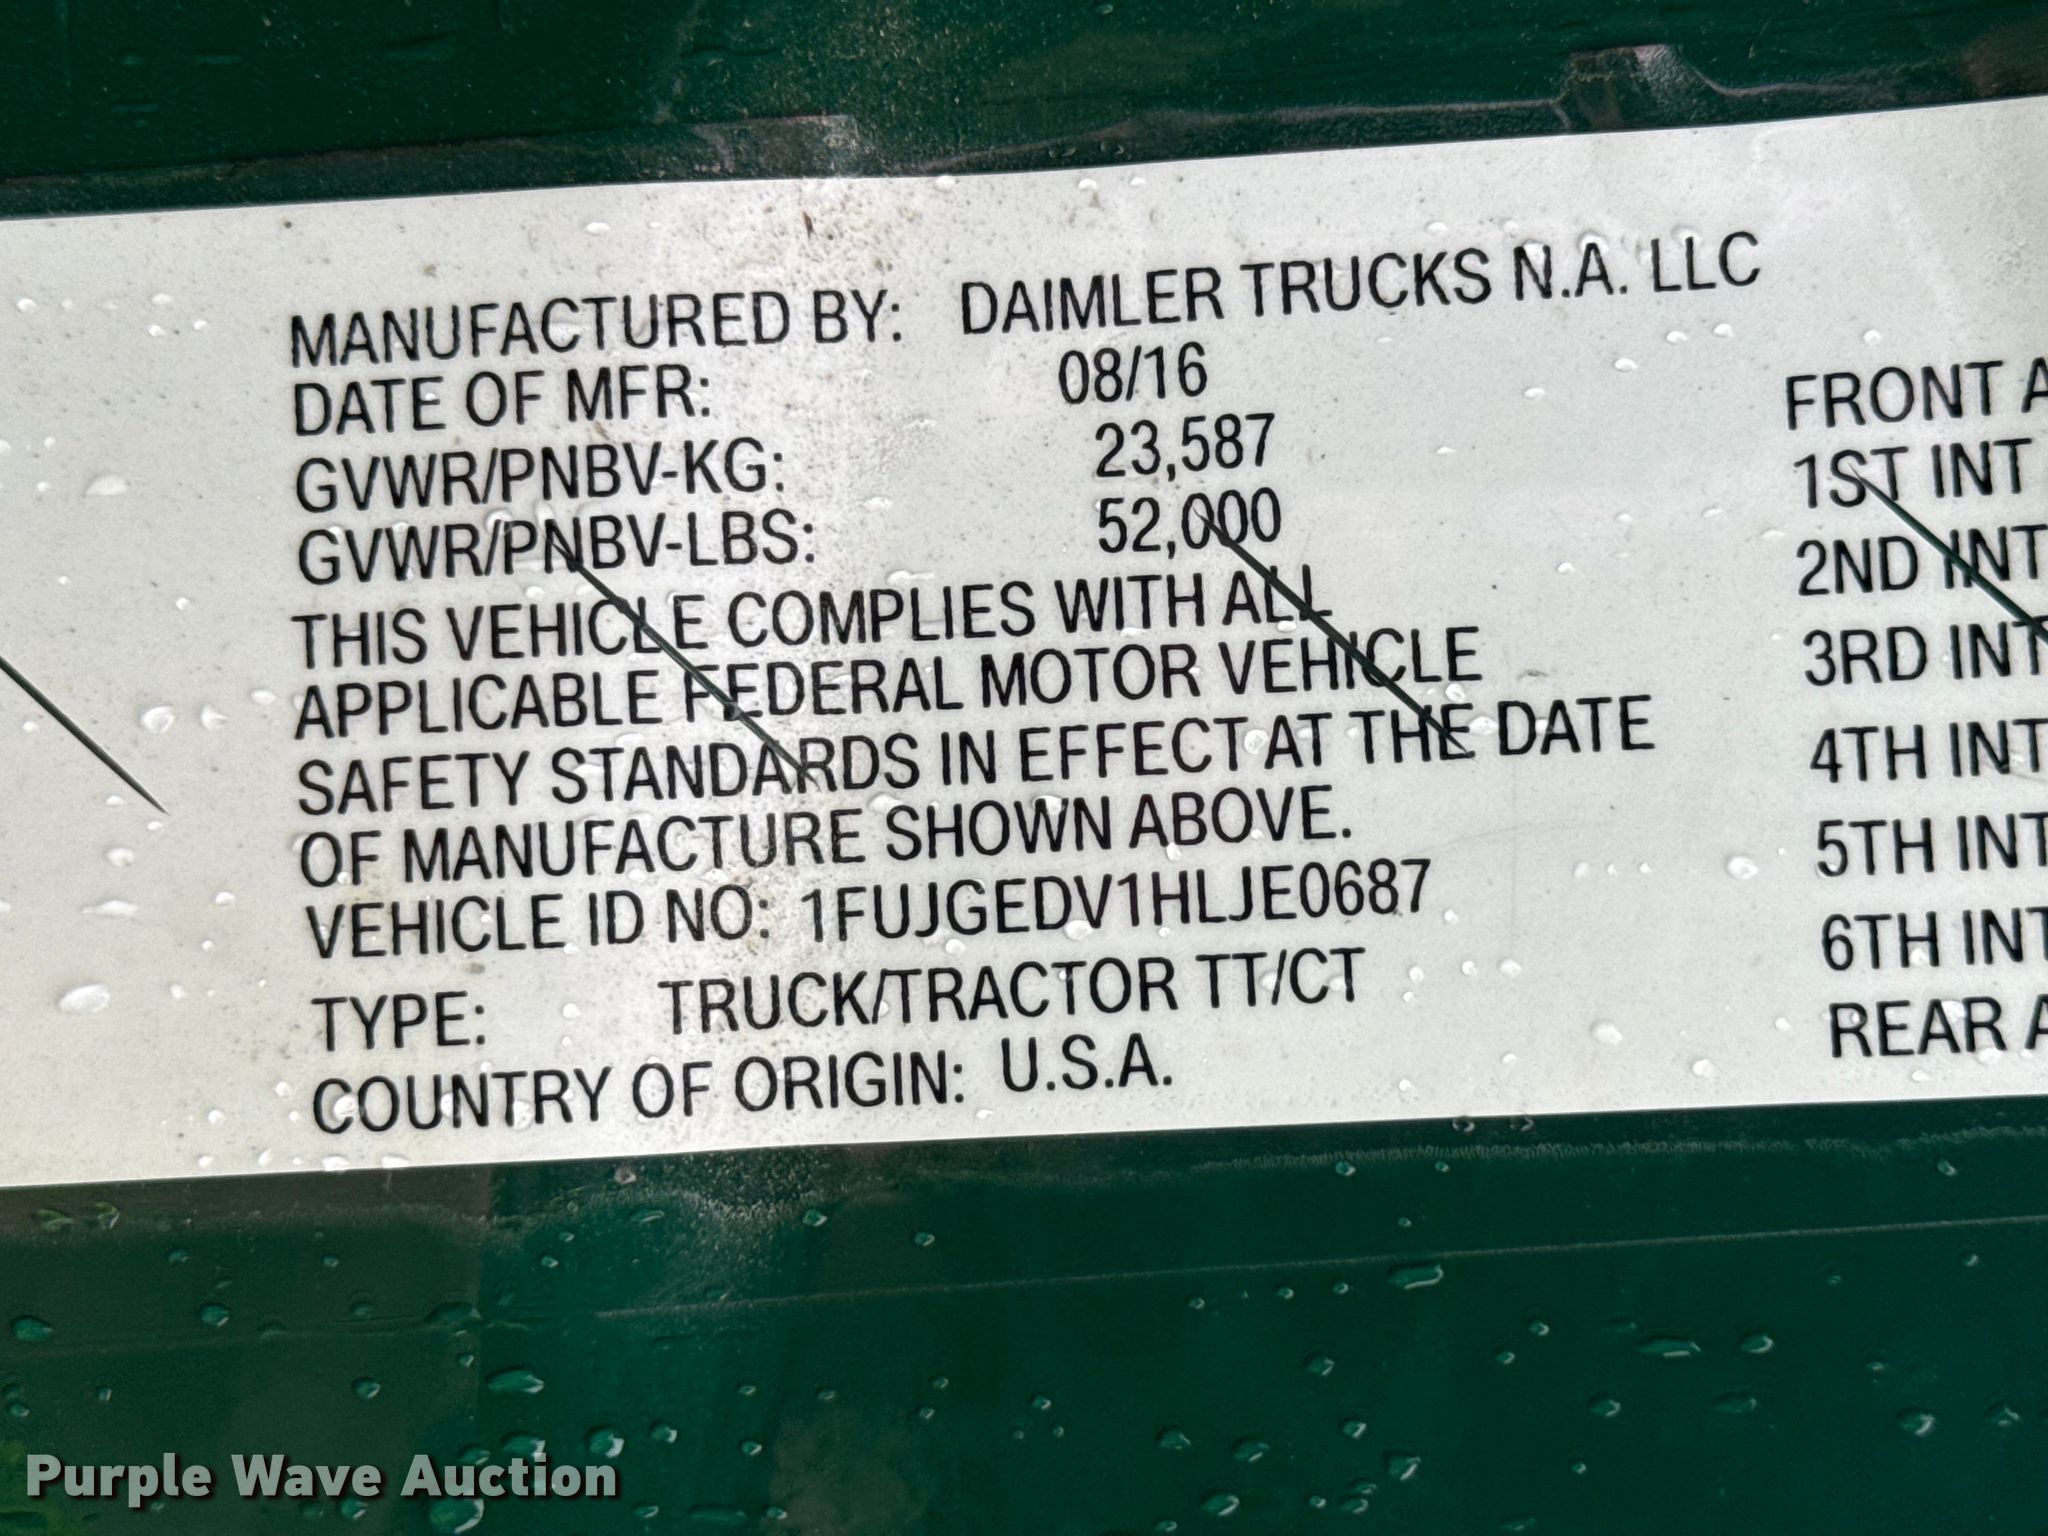 MANUFACTURED BY: DAIMLER TRUCKS N.A. LLC
DATE OF MFR: 08/16
GVWR/PNBV-KG: 23,587
GVWR/PNBV-LBS: 52,000
THIS VEHICLE COMPLIES WITH ALL
APPLICABLE FEDERAL MOTOR VEHICLE
SAFETY STANDARDS IN EFFECT AT THE DATE
OF MANUFACTURE SHOWN ABOVE.
VEHICLE ID NO: 1FUJGEDV1HLJE0687
TYPE: TRUCK/TRACTOR TT/CT
COUNTRY OF ORIGIN: U.S.A.
FRONT A
1ST INT
2ND INT
3RD INT
4TH INT
5TH INT
6TH INT
REAR A
Purple Wave Auction